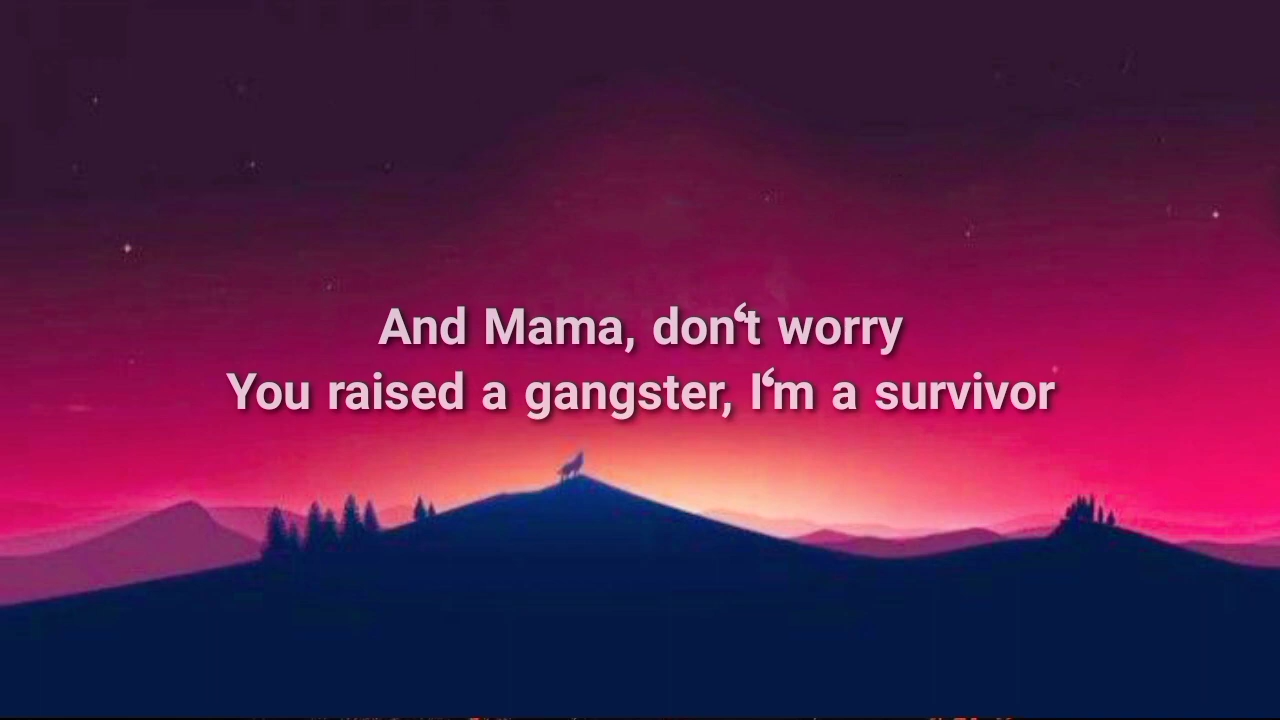 And Mama, don‘t worry
You raised a gangster, I‘m a survivor